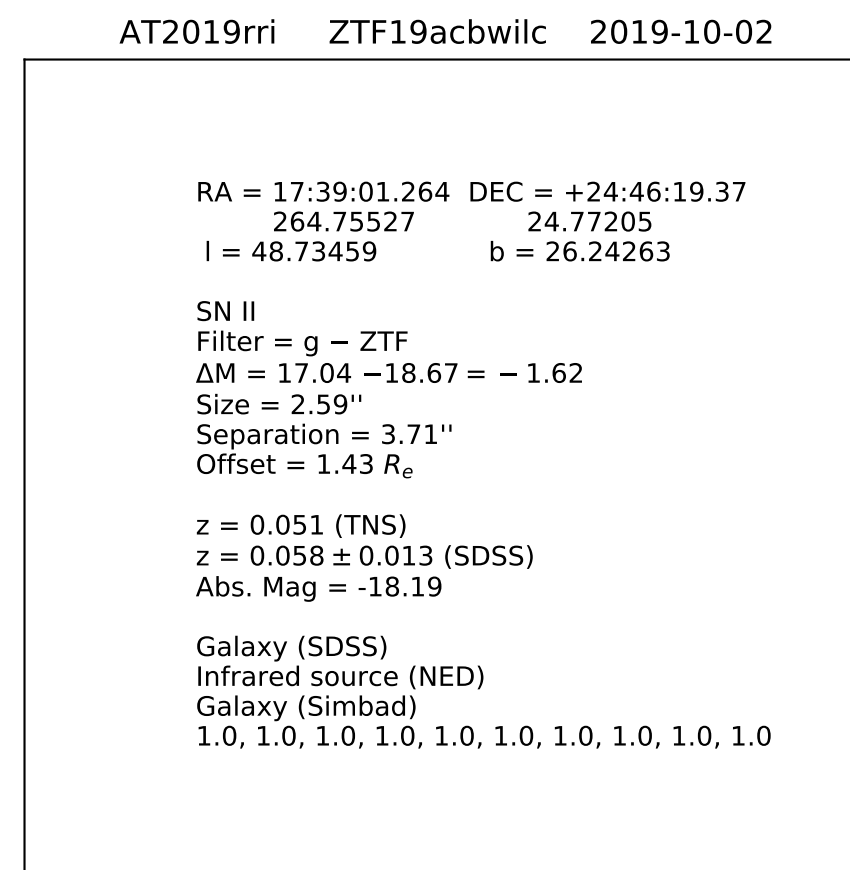 AT2019rri ZTF19acbwilc 2019-10-02
RA = 17:39:01.264 DEC = +24:46:19.37
264.75527 24.77205
l = 48.73459 b = 26.24263
SN II
Filter = g − ZTF
ΔM = 17.04 −18.67 = − 1.62
Size = 2.59''
Separation = 3.71''
Offset = 1.43 Re
z = 0.051 (TNS)
z = 0.058 ± 0.013 (SDSS)
Abs. Mag = -18.19
Galaxy (SDSS)
Infrared source (NED)
Galaxy (Simbad)
1.0, 1.0, 1.0, 1.0, 1.0, 1.0, 1.0, 1.0, 1.0, 1.0